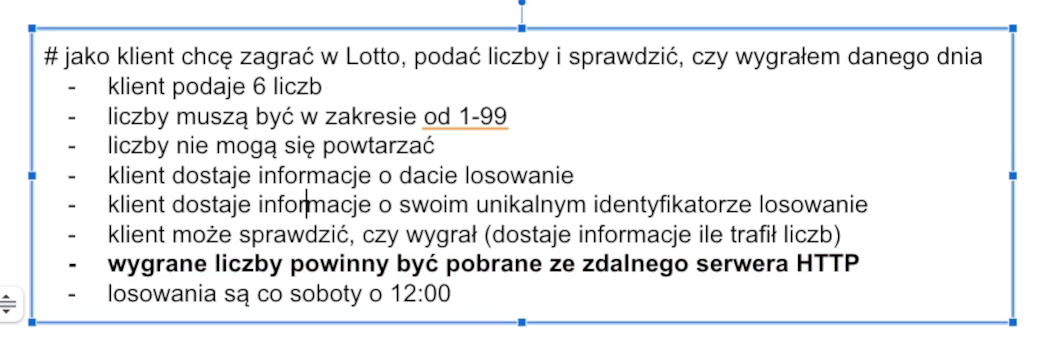 # jako klient chcę zagrać w Lotto, podać liczby i sprawdzić, czy wygrałem danego dnia
- klient podaje 6 liczb
- liczby muszą być w zakresie od 1-99
- liczby nie mogą się powtarzać
- klient dostaje informacje o dacie losowanie
- klient dostaje informacje o swoim unikalnym identyfikatorze losowanie
- klient może sprawdzić, czy wygrał (dostaje informacje ile trafił liczb)
- wygrane liczby powinny być pobrane ze zdalnego serwera HTTP
- losowania są co soboty o 12:00